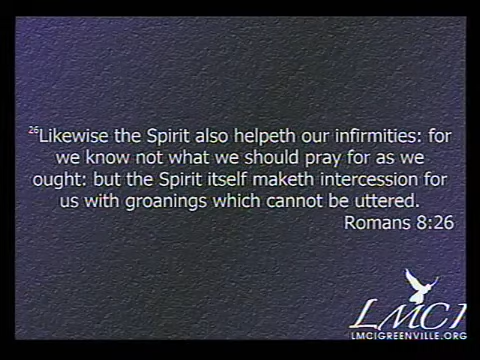 26Likewise the Spirit also helpeth our infirmities: for
we know not what we should pray for as we
ought: but the Spirit itself maketh intercession for
us with groanings which cannot be uttered.
Romans 8:26
LMCI
LMCIGREENVILLE.ORG